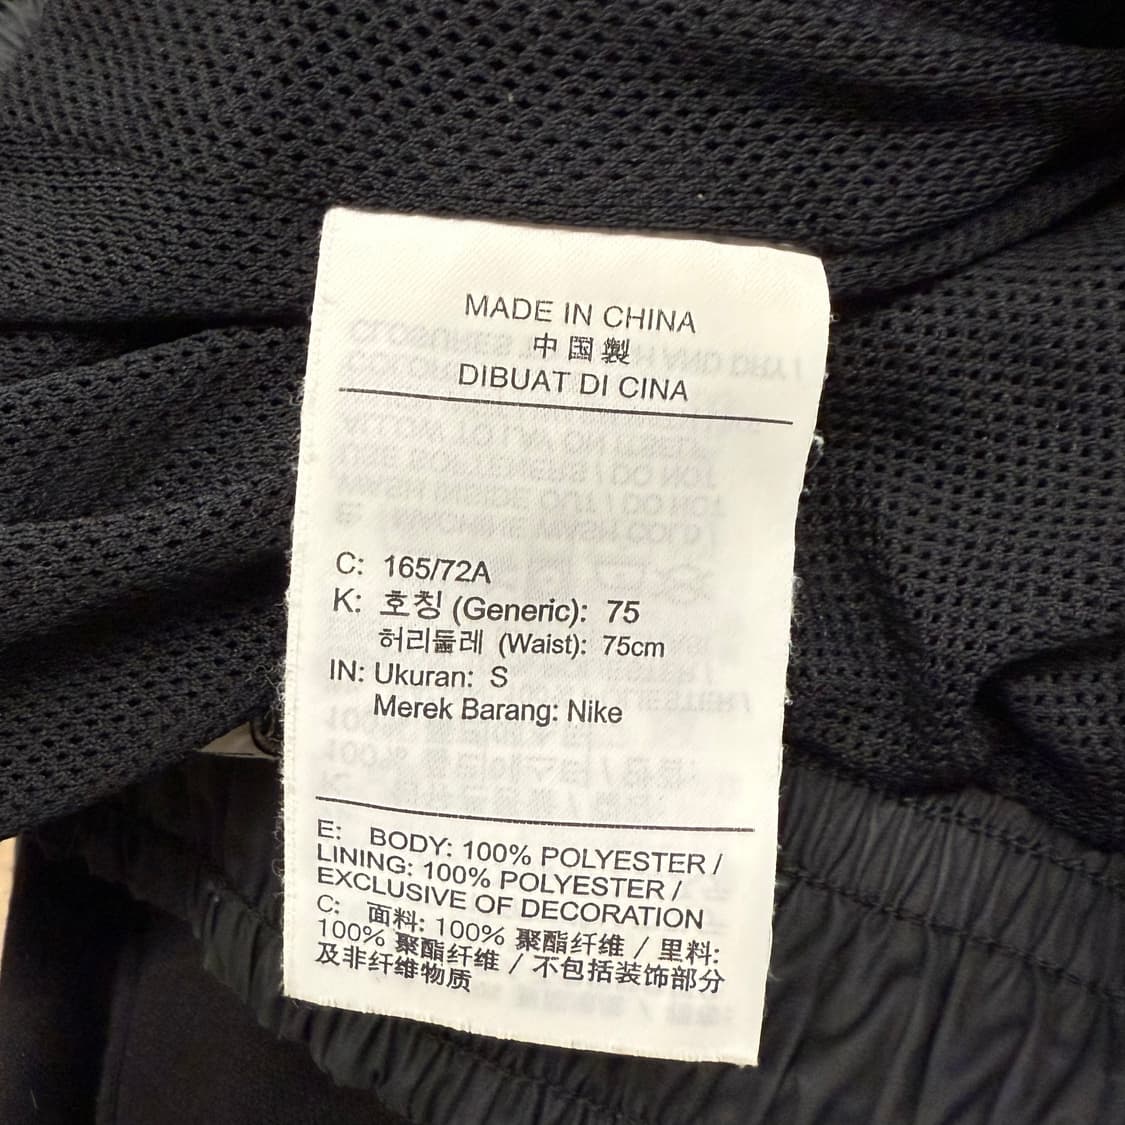 MADE IN CHINA
中国製
DIBUAT DI CINA
C: 165/72A
K: 호칭 (Generic): 75
허리둘레 (Waist): 75cm
IN: Ukuran: S
Merek Barang: Nike
E: BODY: 100% POLYESTER /
LINING: 100% POLYESTER /
EXCLUSIVE OF DECORATION
C: 面料: 100% 聚酯纤维 / 里料:
100% 聚酯纤维 / 不包括装饰部分
及非纤维物质